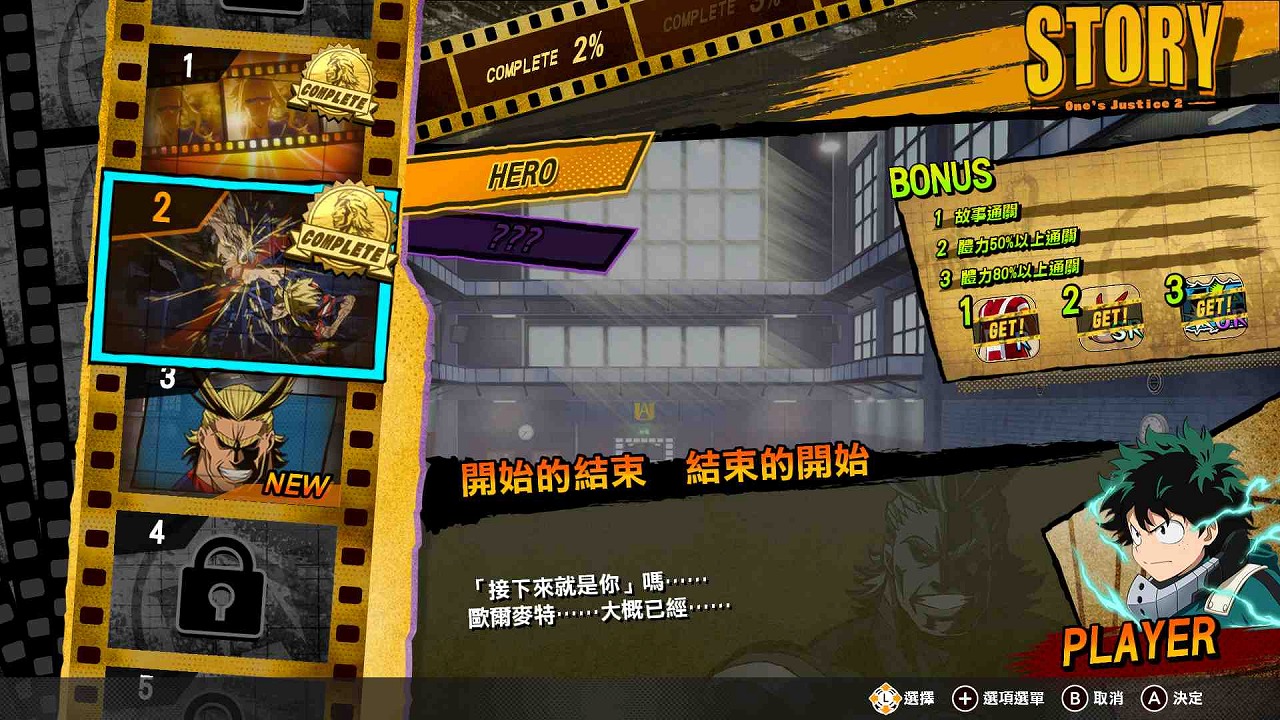 1
COMPLETE
2
COMPLETE
3
NEW
4
5
COMPLETE 2%
COMPLETE 3%
STORY
One's Justice 2
HERO
???
BONUS
1 故事通關
2 體力50%以上通關
3 體力80%以上通關
1 GET!
2 GET! SR
3 GET! UR
開始的結束 結束的開始
「接下來就是你」嗎……
歐爾麥特……大概已經……
PLAYER
L 選擇 + 選項選單 B 取消 A 決定